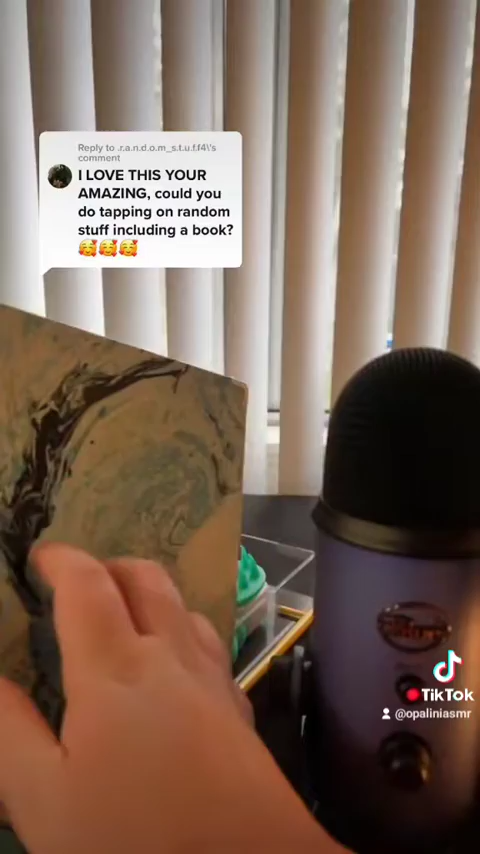 Reply to .r.a.n.d.o.m_s.t.u.f.f4\'s
comment
I LOVE THIS YOUR
AMAZING, could you
do tapping on random
stuff including a book?
🥰🥰🥰
TikTok
@opaliniasmr